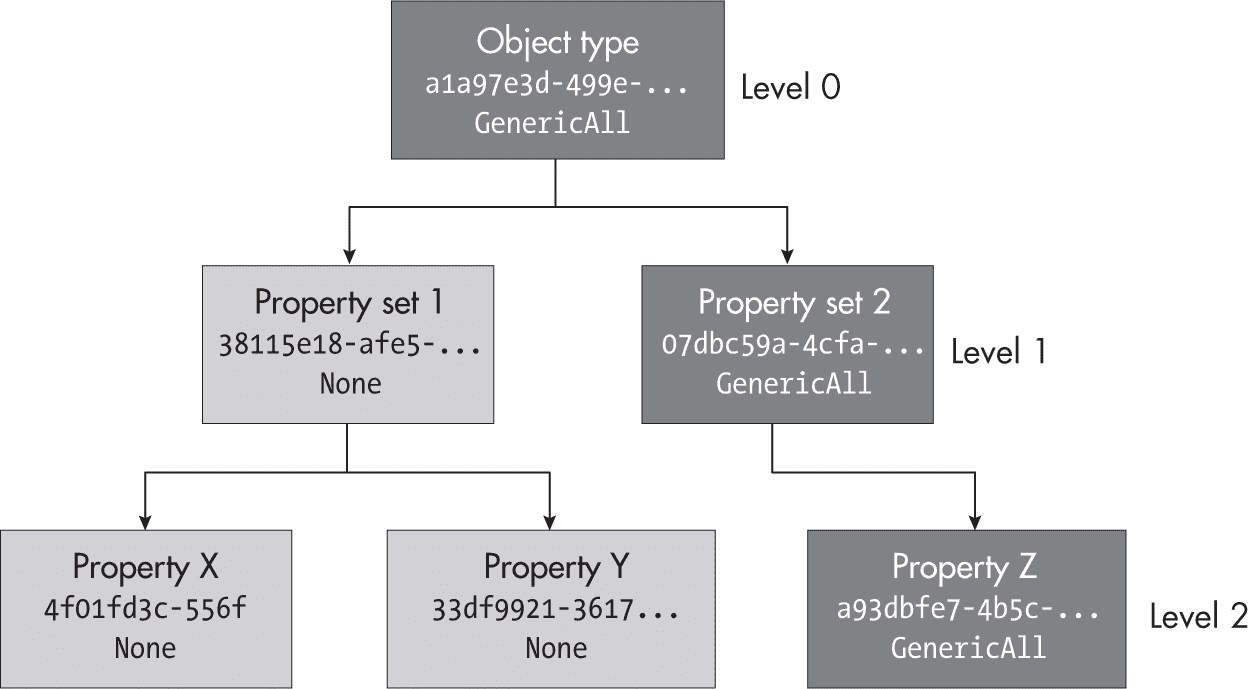 Object type
a1a97e3d-499e-...
GenericAll
Level 0
Property set 1
38115e18-afe5-...
None
Property set 2
07dbc59a-4cfa-...
GenericAll
Level 1
Property X
4f01fd3c-556f
None
Property Y
33df9921-3617...
None
Property Z
a93dbfe7-4b5c-...
GenericAll
Level 2